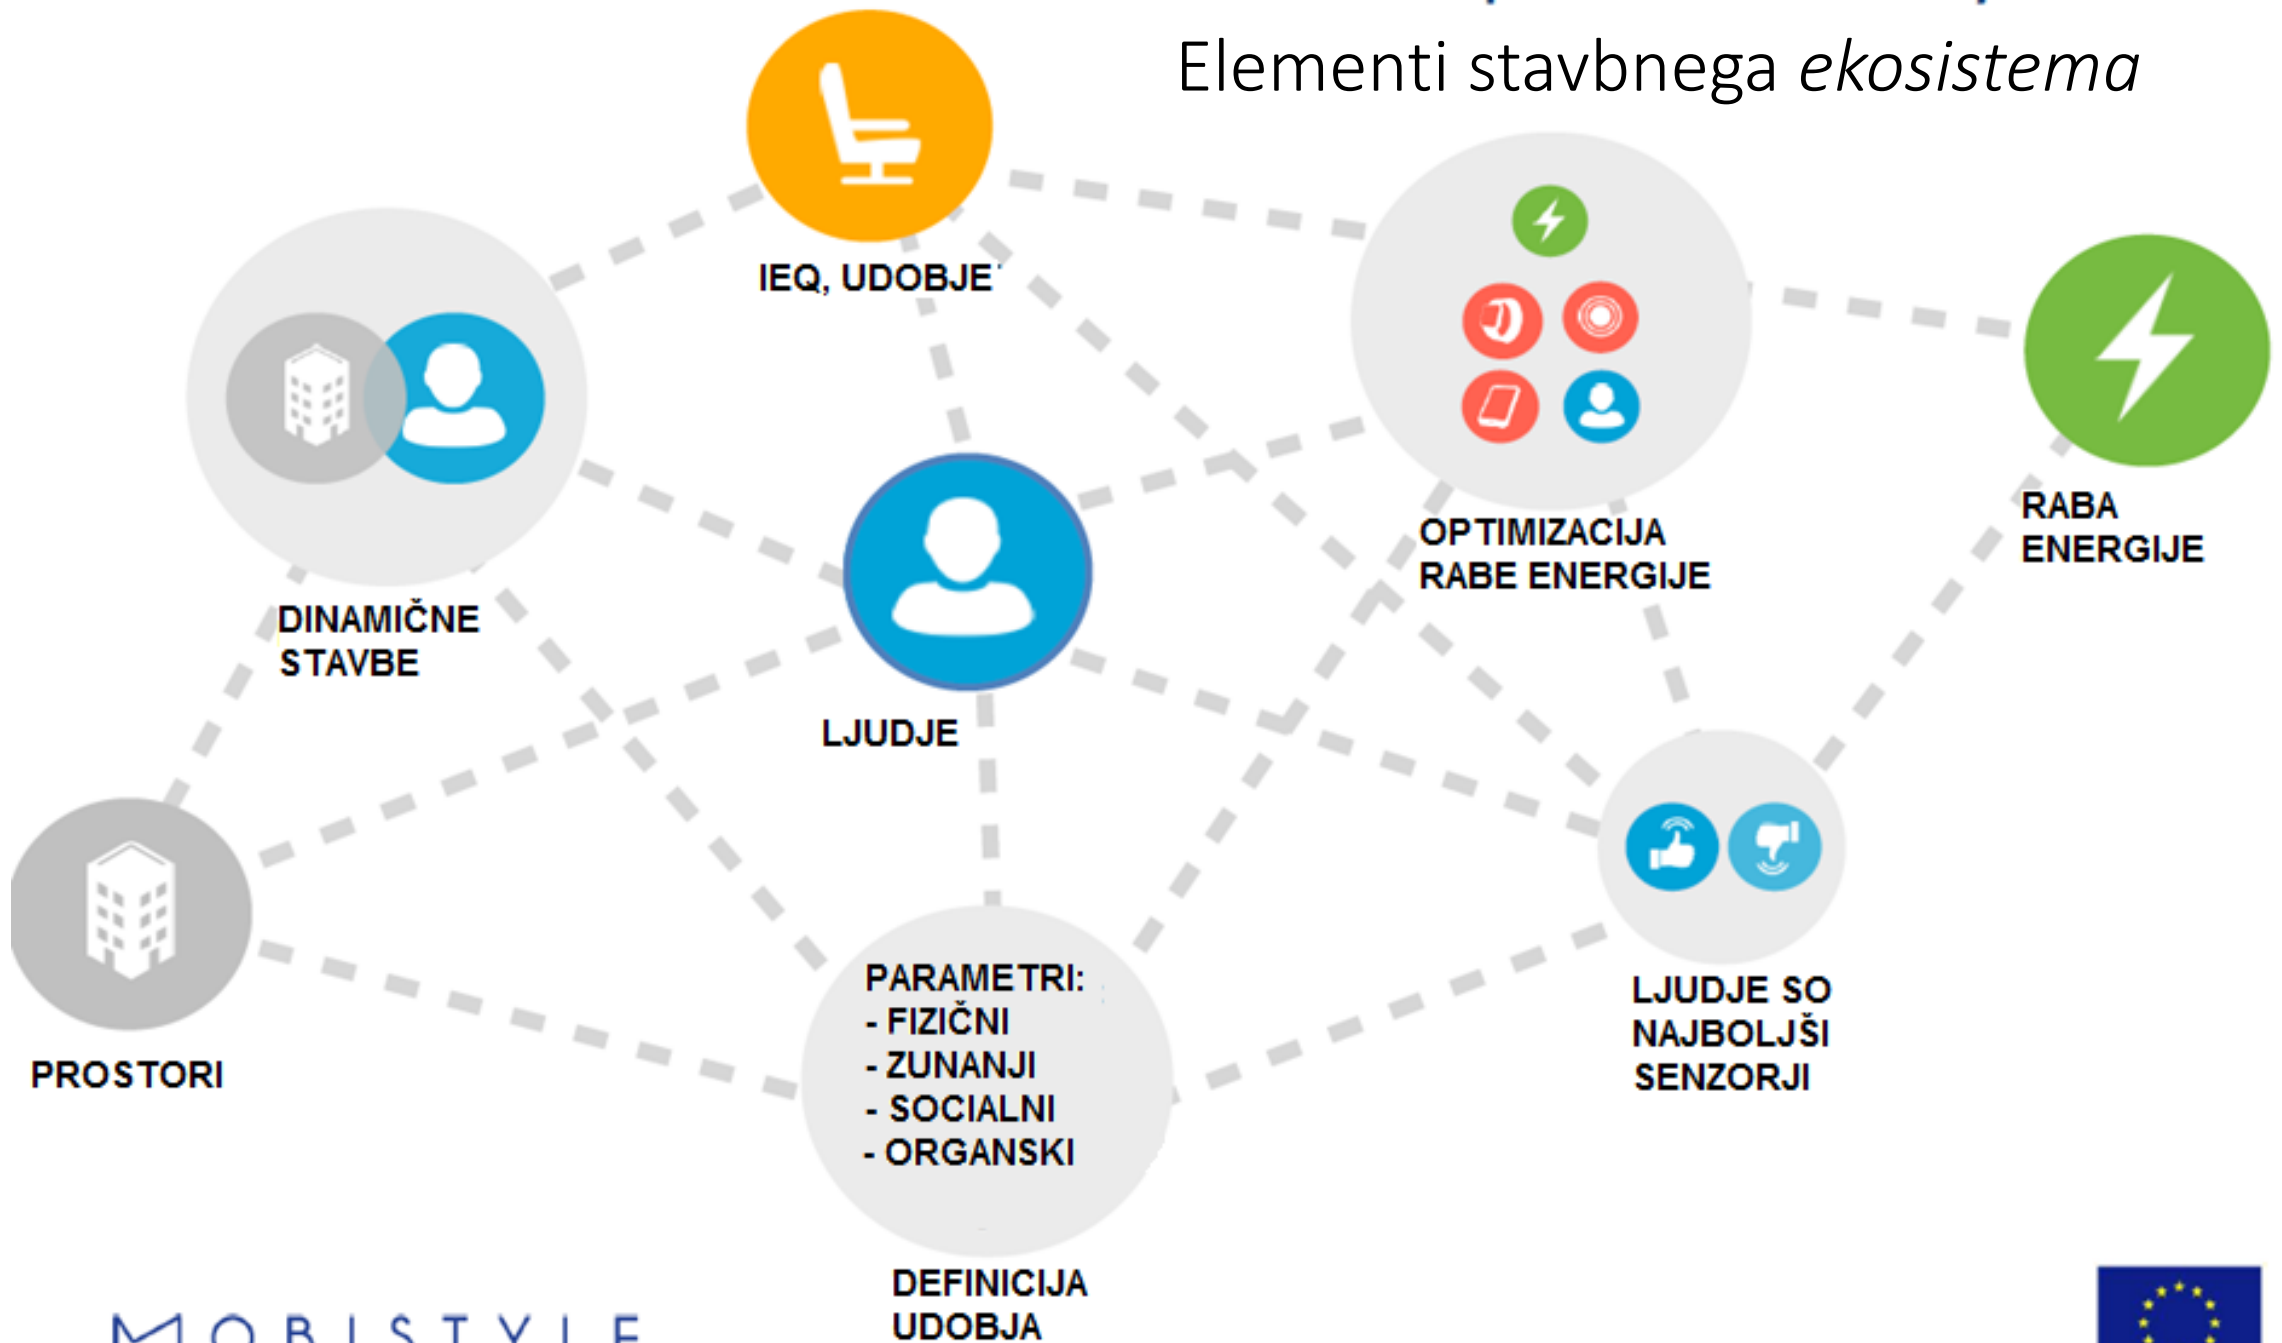 Elementi stavbnega ekosistema
IEQ, UDOBJE
OPTIMIZACIJA
RABE ENERGIJE
RABA
ENERGIJE
DINAMIČNE
STAVBE
LJUDJE
PROSTORI
PARAMETRI:
- FIZIČNI
- ZUNANJI
- SOCIALNI
- ORGANSKI
LJUDJE SO
NAJBOLJŠI
SENZORJI
DEFINICIJA
UDOBJA
MOBISTYLE